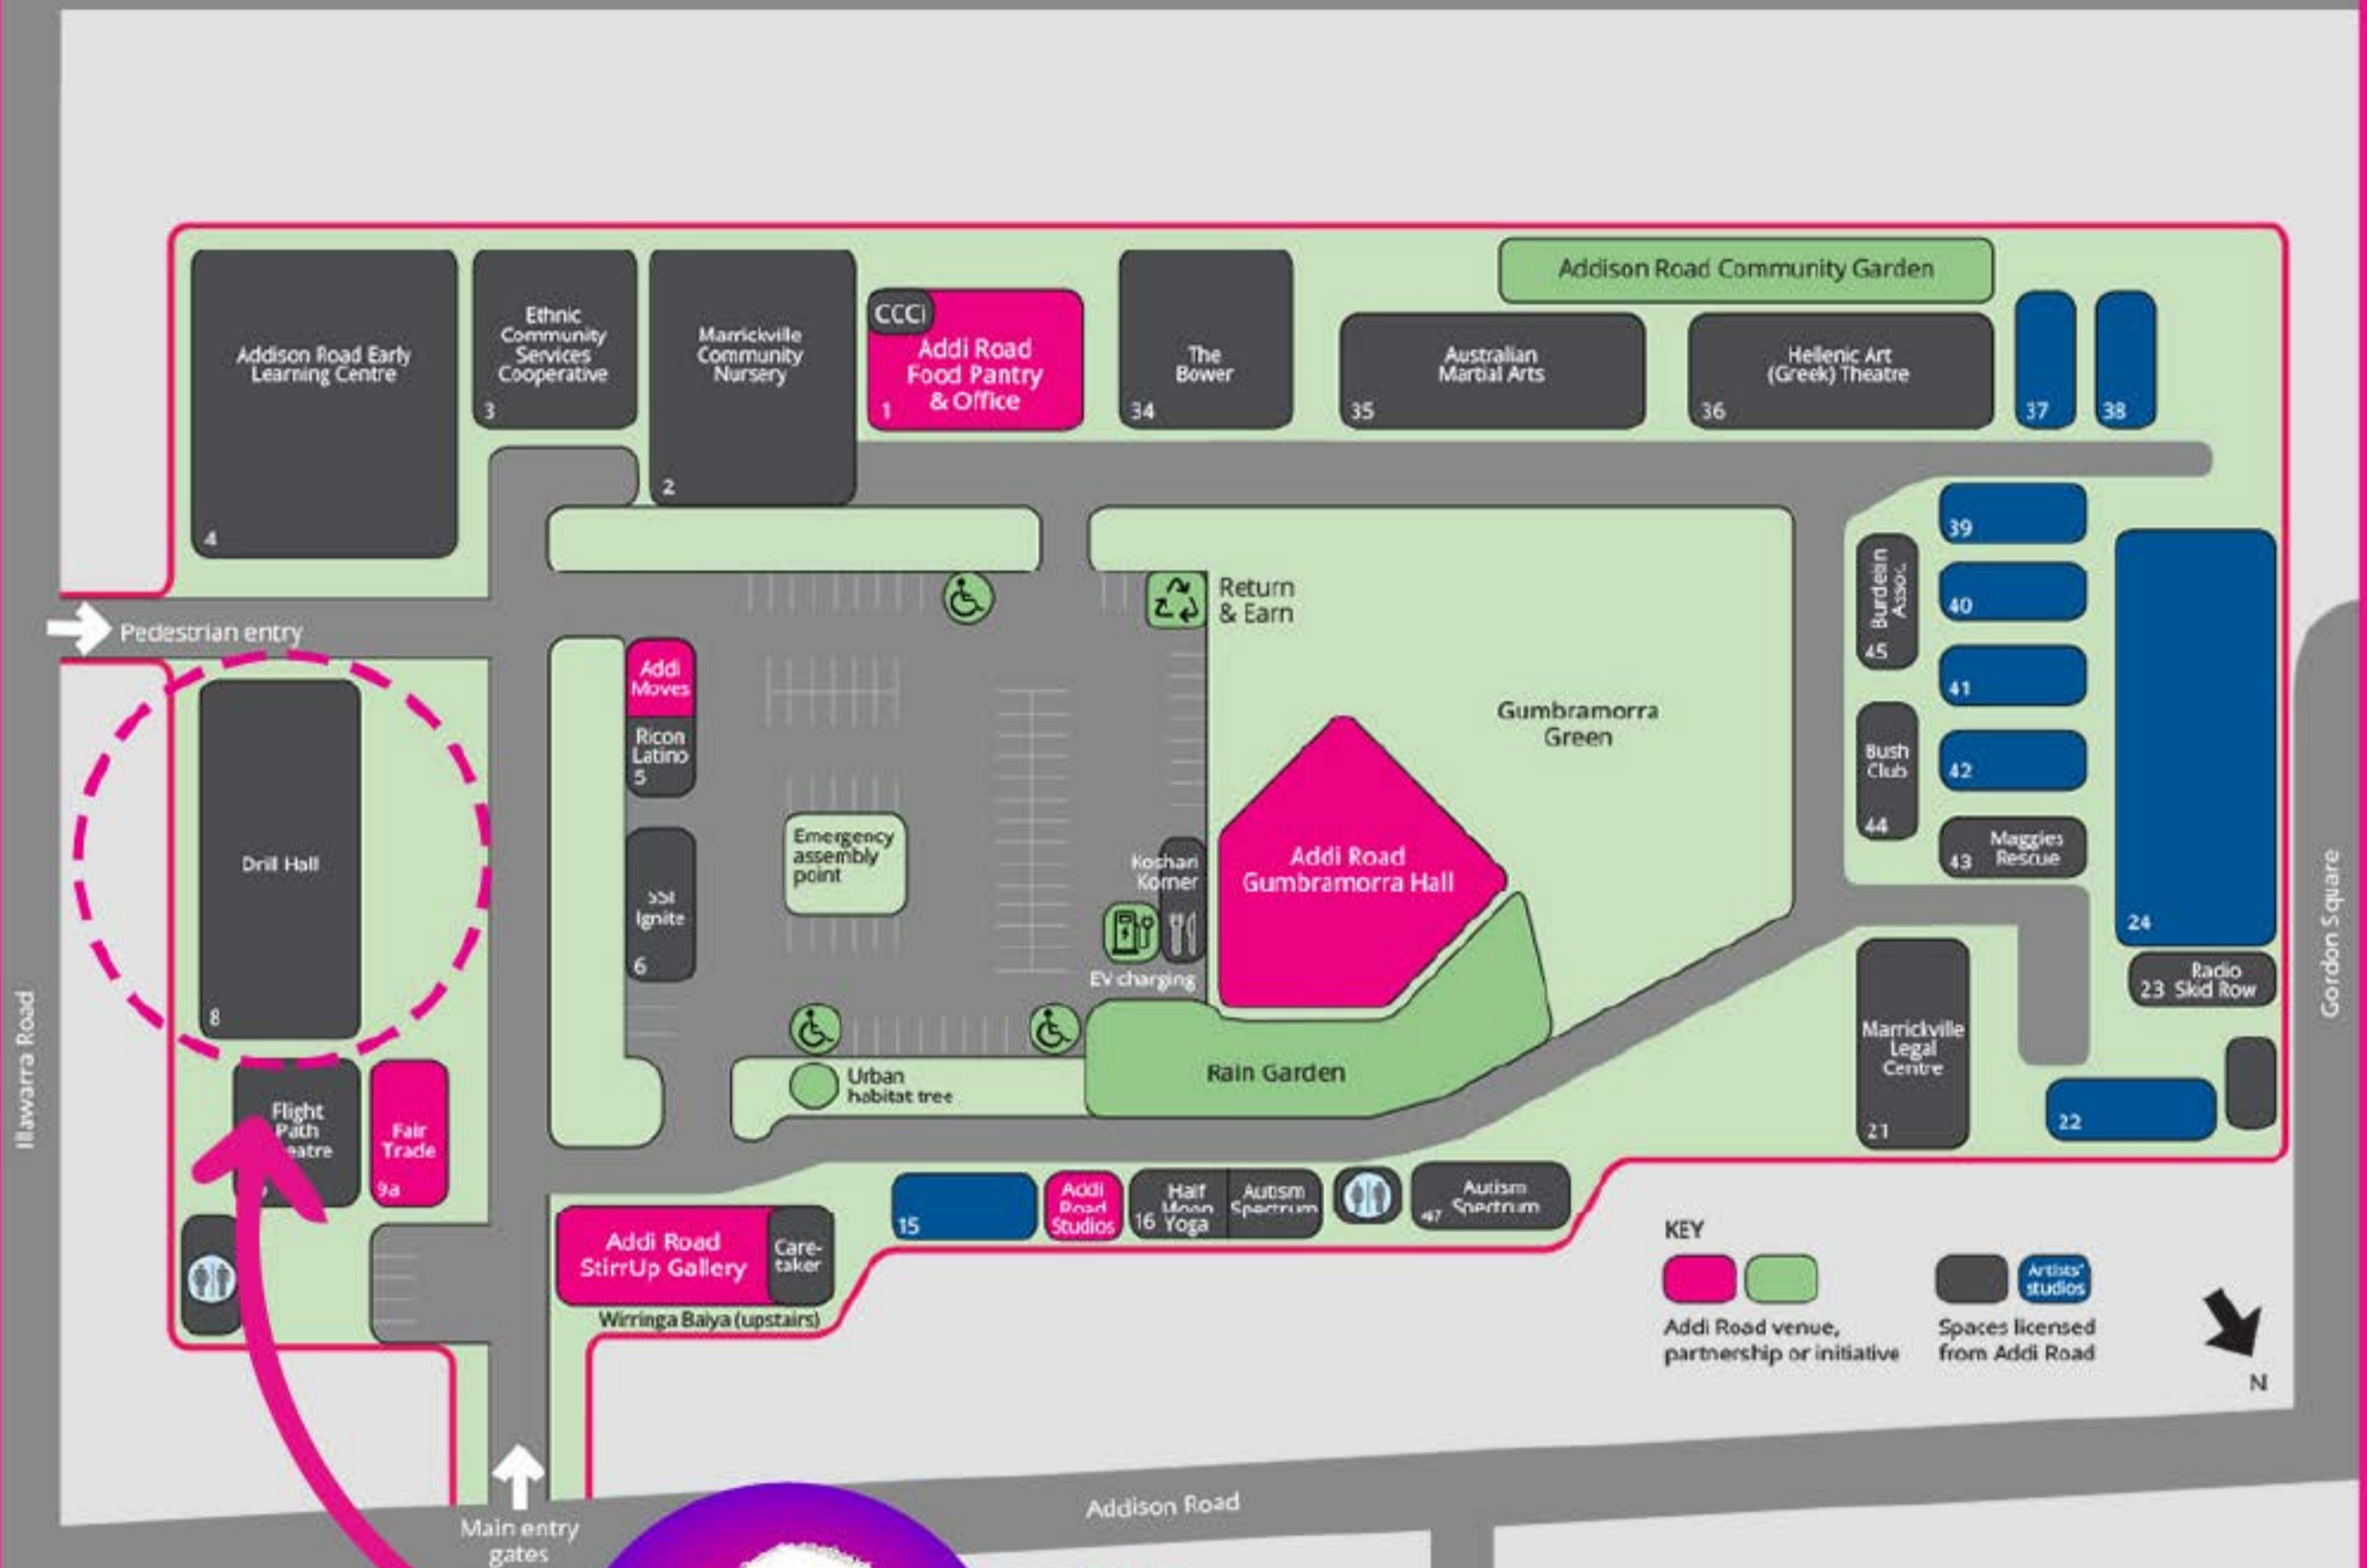 Addison Road Community Garden
Addison Road Early
Learning Centre
4
Ethnic
Community
Services
Cooperative
3
Marrickville
Community
Nursery
2
CCCi
Addi Road
Food Pantry
& Office
1
The
Bower
34
Australian
Martial Arts
35
Hellenic Art
(Greek) Theatre
36
37
38
Pedestrian entry
Return
& Earn
Addi
Moves
Ricon
Latino
5
SSI
Ignite
6
Emergency
assembly
point
Drill Hall
8
Gumbramorra
Green
Addi Road
Gumbramorra Hall
Koshari
Korner
EV charging
Rain Garden
Urban
habitat tree
39
40
41
42
Burdekin
Assoc.
45
Bush
Club
44
Maggies
43 Rescue
24
Radio
23 Skid Row
Marrickville
Legal
Centre
21
22
Flight
Path
eatre
Fair
Trade
9a
Addi Road
StirrUp Gallery
Care-
taker
Wirringa Baiya (upstairs)
15
Addi
Road
Studios
Half
Moon
16 Yoga
Autism
Spectrum
Autism
47 Spectrum
KEY
Artists'
studios
Addi Road venue,
partnership or initiative
Spaces licensed
from Addi Road
N
Illawarra Road
Gordon Square
Addison Road
Main entry
gates